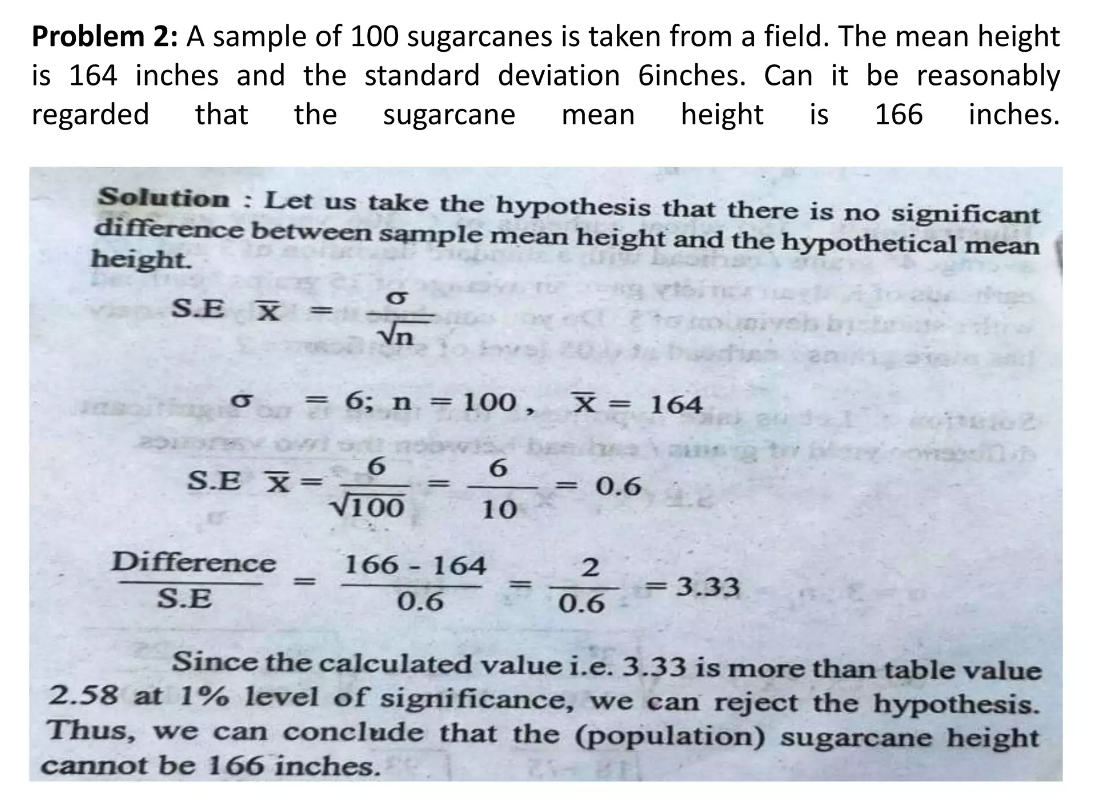 Problem 2: A sample of 100 sugarcanes is taken from a field. The mean height
is 164 inches and the standard deviation 6inches. Can it be reasonably
regarded that the sugarcane mean height is 166 inches.
Solution : Let us take the hypothesis that there is no significant
difference between sample mean height and the hypothetical mean
height.
S.E x̅ = σ / √n
σ = 6; n = 100 , x̅ = 164
S.E x̅ = 6 / √100 = 6 / 10 = 0.6
Difference / S.E = 166 - 164 / 0.6 = 2 / 0.6 = 3.33
Since the calculated value i.e. 3.33 is more than table value
2.58 at 1% level of significance, we can reject the hypothesis.
Thus, we can conclude that the (population) sugarcane height
cannot be 166 inches.